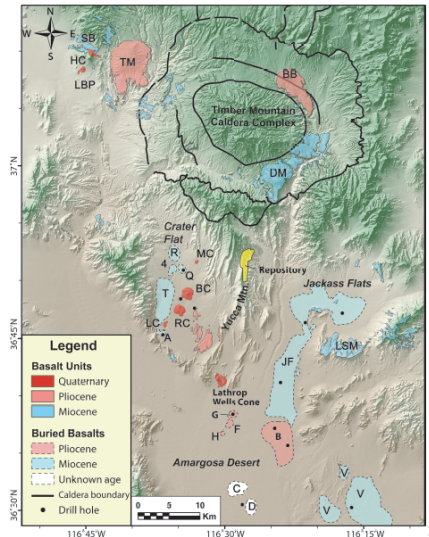 N
W
E
S
SB
HC
LBP
TM
BB
Timber Mountain
Caldera Complex
DM
37°N
Crater
Flat
R
4
MC
Q
Repository
BC
T
Jackass Flats
Yucca Mtn.
LC
RC
A
36°45'N
LSM
JF
Legend
Basalt Units
Quaternary
Pliocene
Miocene
Buried Basalts
Pliocene
Miocene
Unknown age
Caldera boundary
Drill hole
Lathrop
Wells Cone
G
F
H
B
Amargosa Desert
V
C
D
V
V
0 5 10
Km
36°30'N
116°45'W
116°30'W
116°15'W